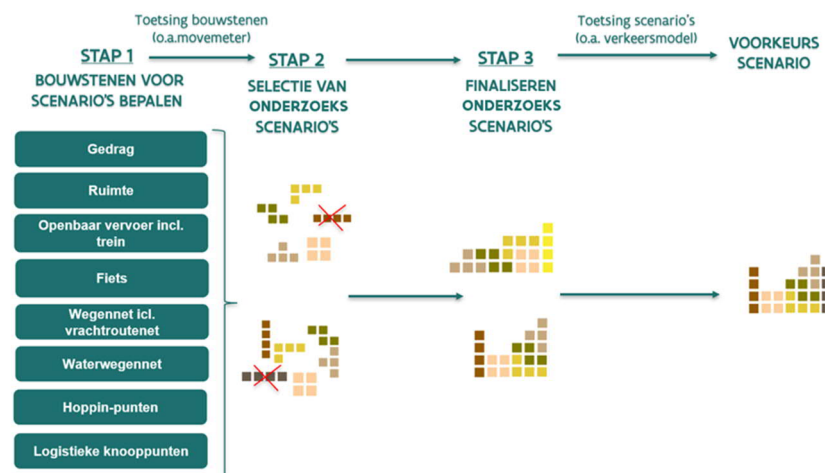 Toetsing bouwstenen
(o.a.movemeter)
Toetsing scenario's
(o.a. verkeersmodel)
STAP 1
BOUWSTENEN VOOR
SCENARIO'S BEPALEN
STAP 2
SELECTIE VAN
ONDERZOEKS
SCENARIO'S
STAP 3
FINALISEREN
ONDERZOEKS
SCENARIO'S
VOORKEURS
SCENARIO
Gedrag
Ruimte
Openbaar vervoer incl.
trein
Fiets
Wegennet icl.
vrachtroutenet
Waterwegennet
Hoppin-punten
Logistieke knooppunten